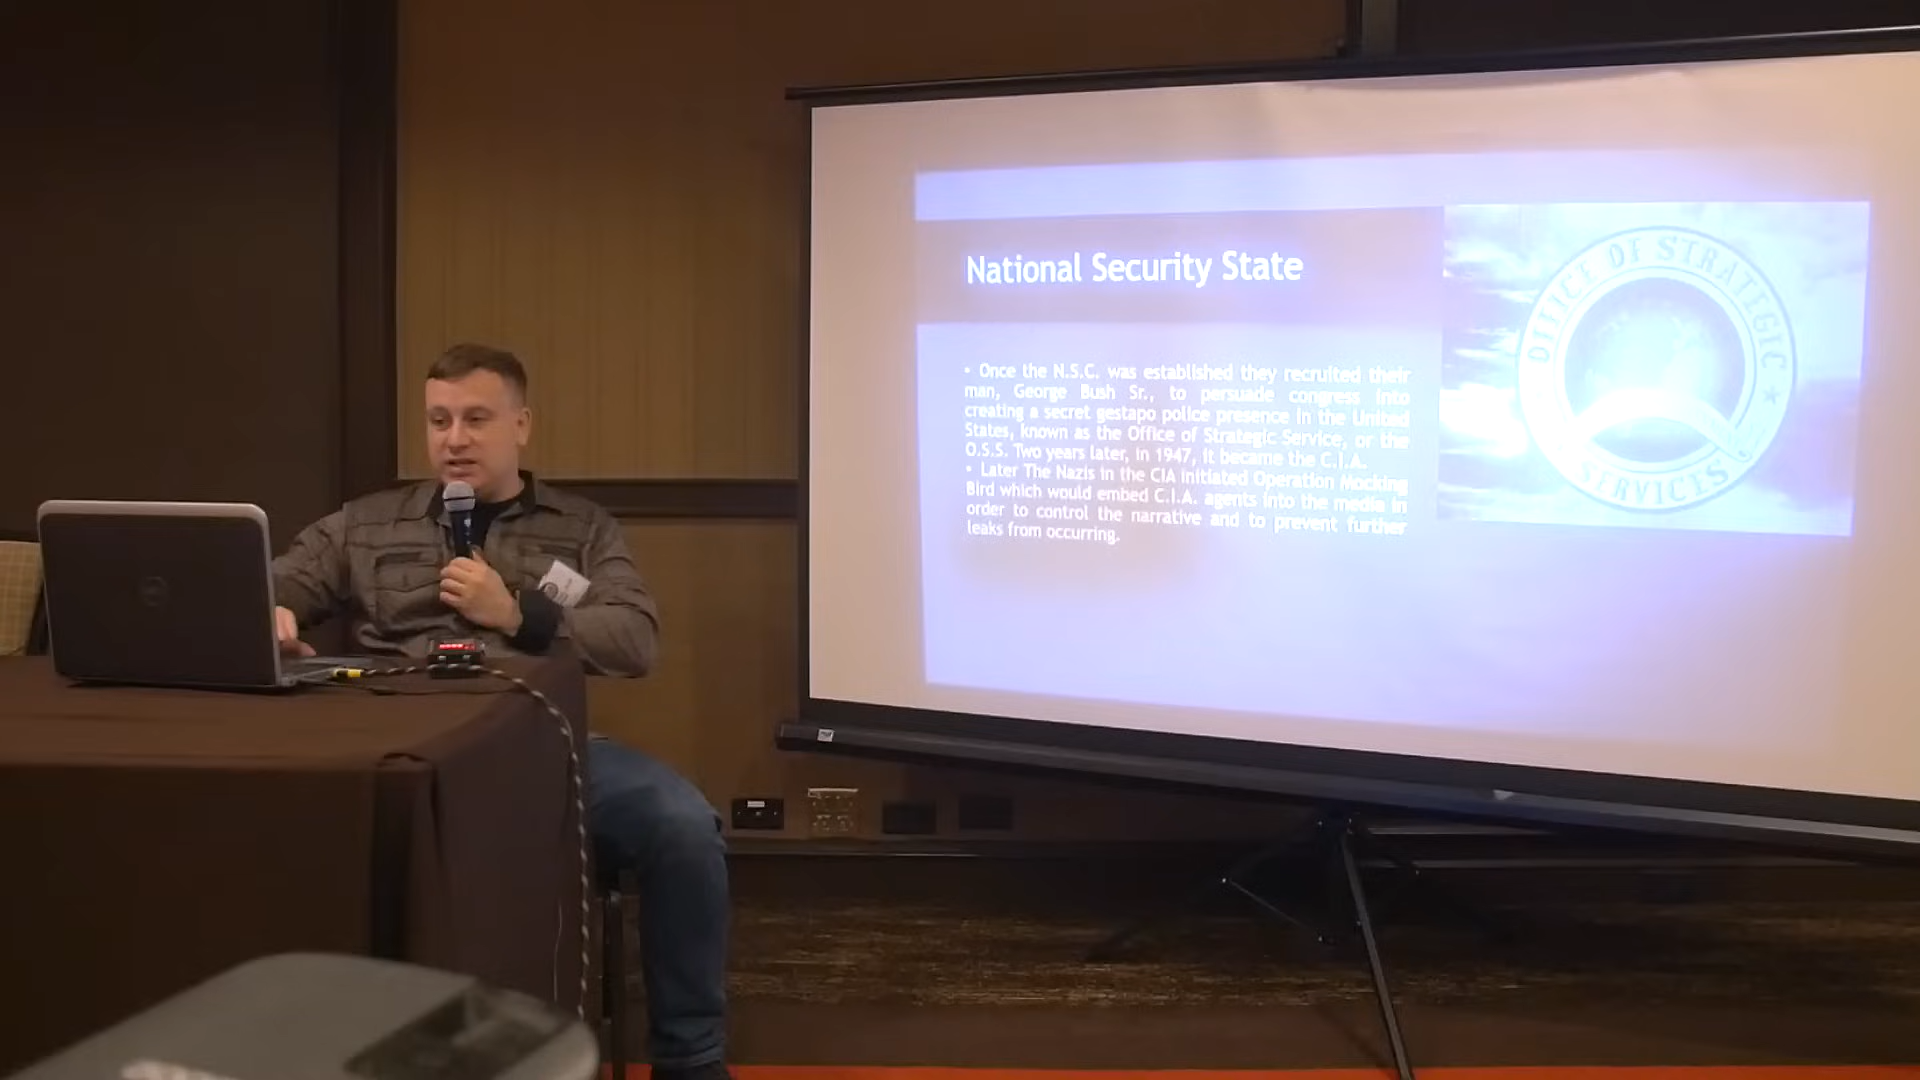 National Security State
• Once the N.S.C. was established they recruited their
man, George Bush Sr., to persuade congress into
creating a secret gestapo police presence in the United
States, known as the Office of Strategic Service, or the
O.S.S. Two years later, in 1947, it became the C.I.A.
• Later The Nazis in the CIA initiated Operation Mocking
Bird which would embed C.I.A. agents into the media in
order to control the narrative and to prevent further
leaks from occurring.
OFFICE OF STRATEGIC
SERVICES